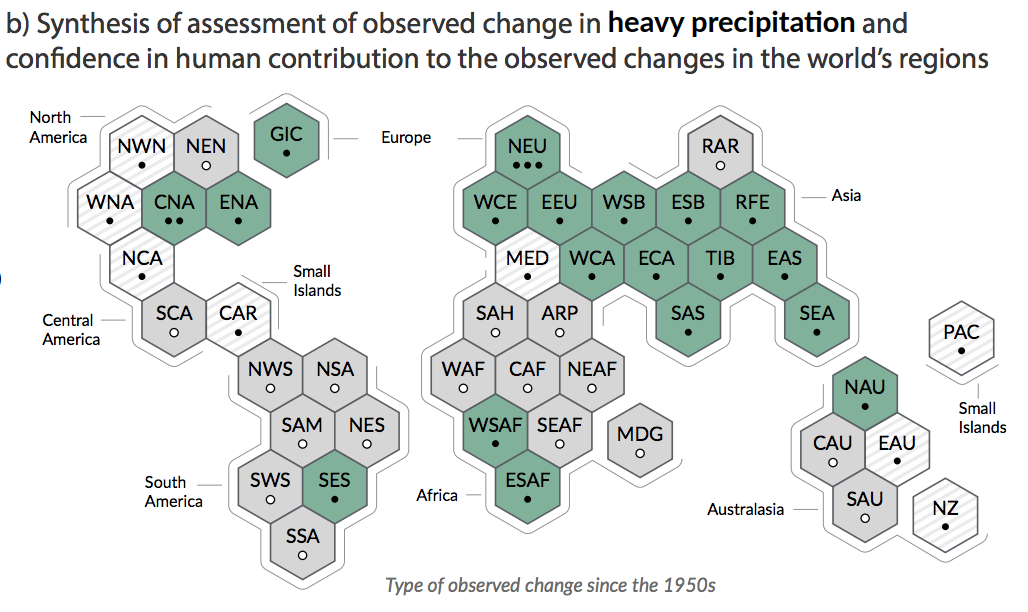 b) Synthesis of assessment of observed change in heavy precipitation and
confidence in human contribution to the observed changes in the world's regions
North
America
NWN
NEN
GIC
Europe
NEU
RAR
WNA
CNA
ENA
WCE
EEU
WSB
ESB
RFE
Asia
NCA
MED
WCA
ECA
TIB
EAS
Small
Islands
SCA
CAR
Central
America
SAH
ARP
SAS
SEA
PAC
NWS
NSA
WAF
CAF
NEAF
NAU
Small
Islands
SAM
NES
WSAF
SEAF
MDG
CAU
EAU
South
America
SWS
SES
Africa
ESAF
Australasia
SAU
NZ
SSA
Type of observed change since the 1950s